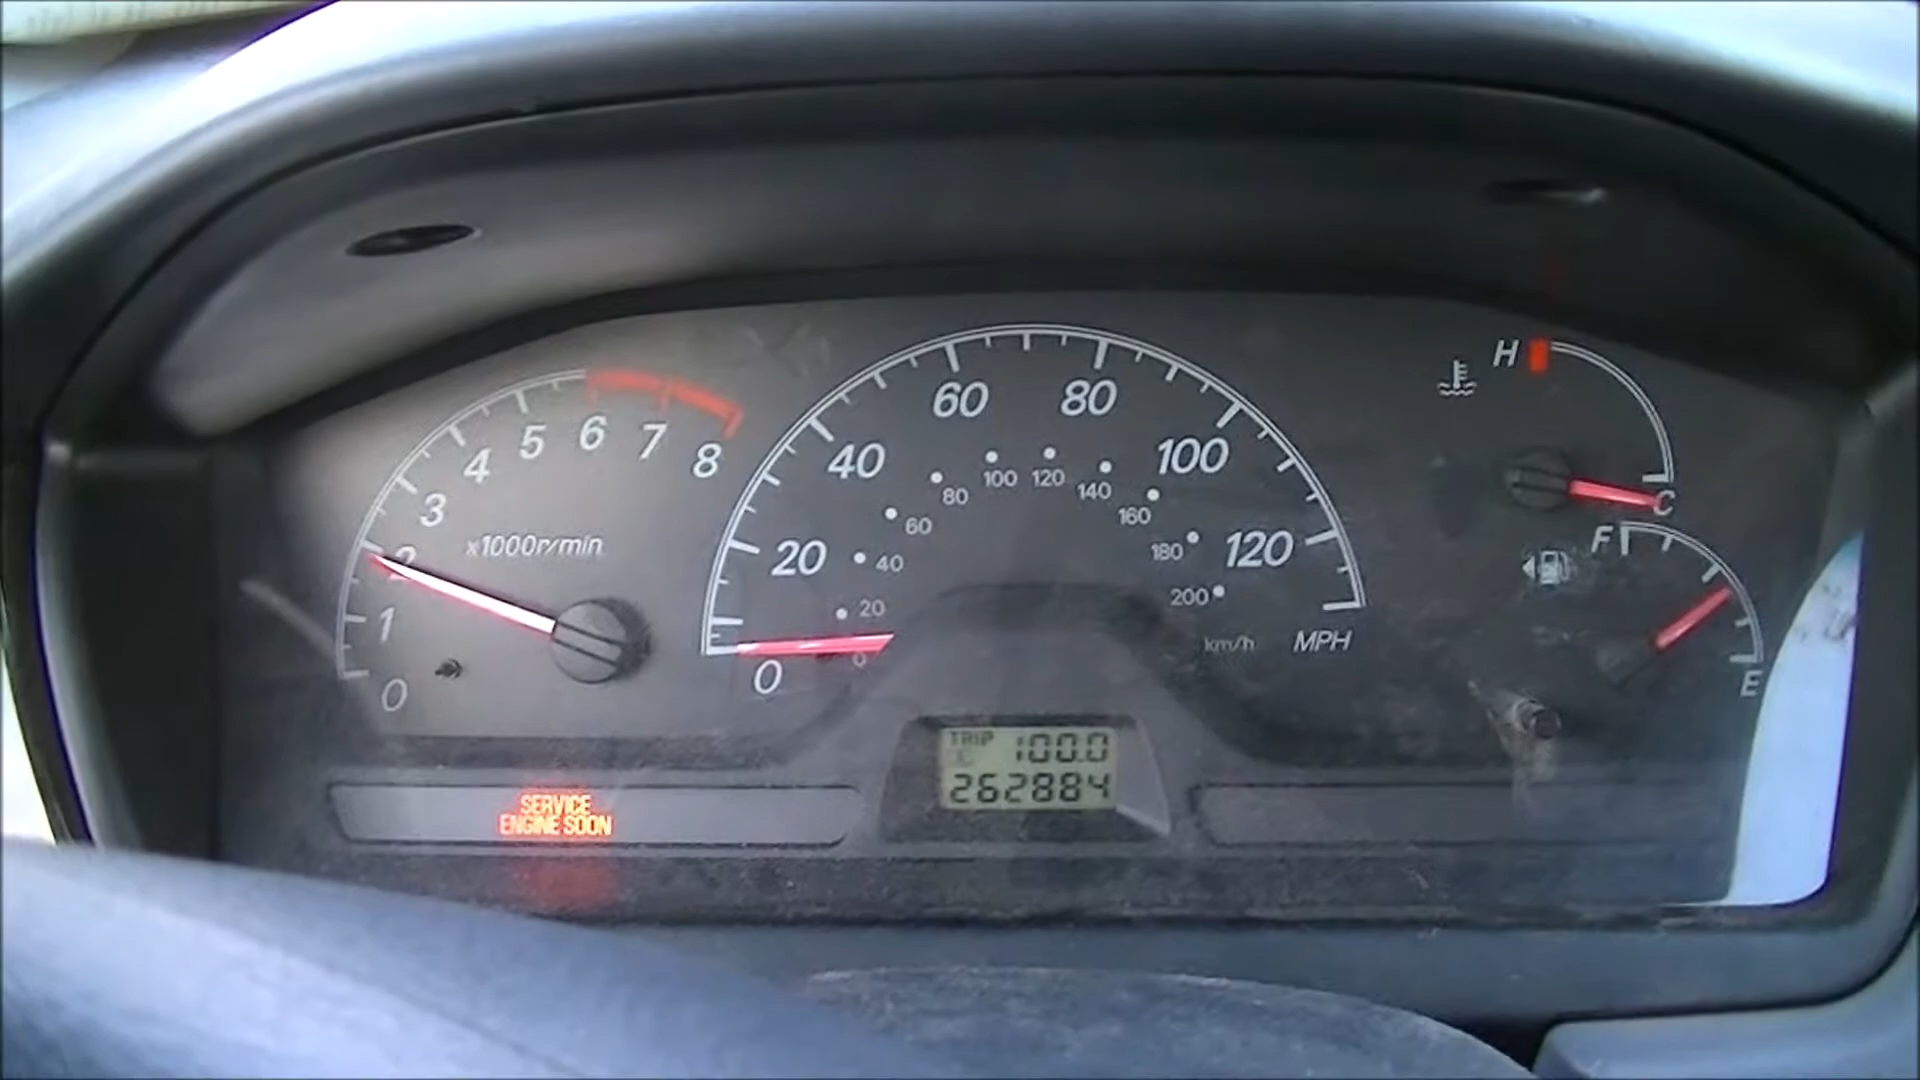 0 1 2 3 4 5 6 7 8
x1000r/min
0 20 40 60 80 100 120
0 20 40 60 80 100 120 140 160 180 200
km/h MPH
H
C
F
E
TRIP 100.0
262884
SERVICE
ENGINE SOON